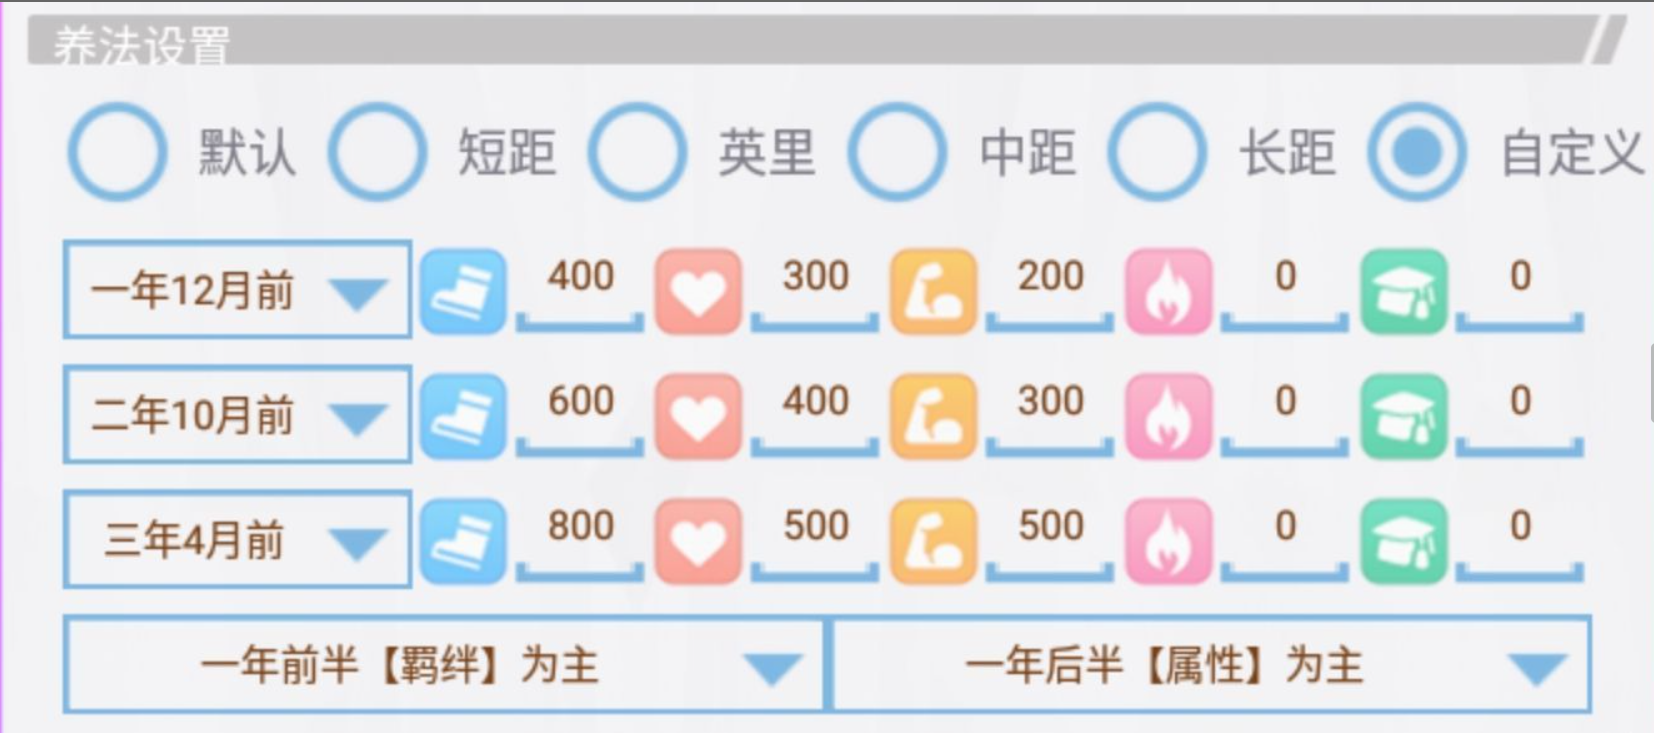 养法设置
默认 短距 英里 中距 长距 自定义
一年12月前 400 300 200 0 0
二年10月前 600 400 300 0 0
三年4月前 800 500 500 0 0
一年前半【羁绊】为主 一年后半【属性】为主